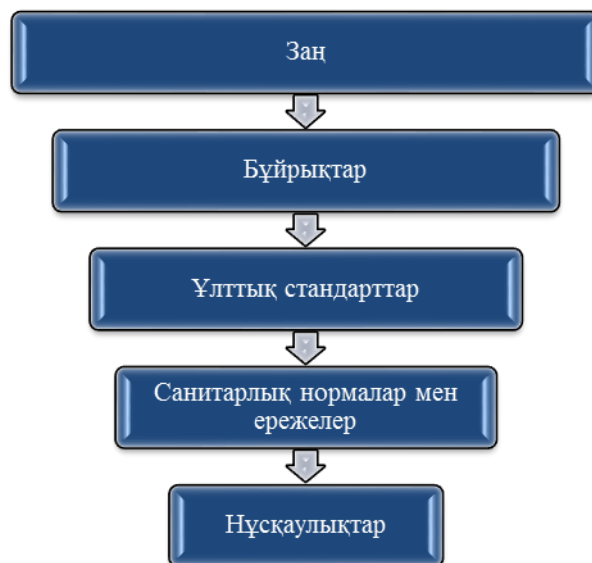 Заң
Бұйрықтар
Ұлттық стандарттар
Санитарлық нормалар мен
ережелер
Нұсқаулықтар